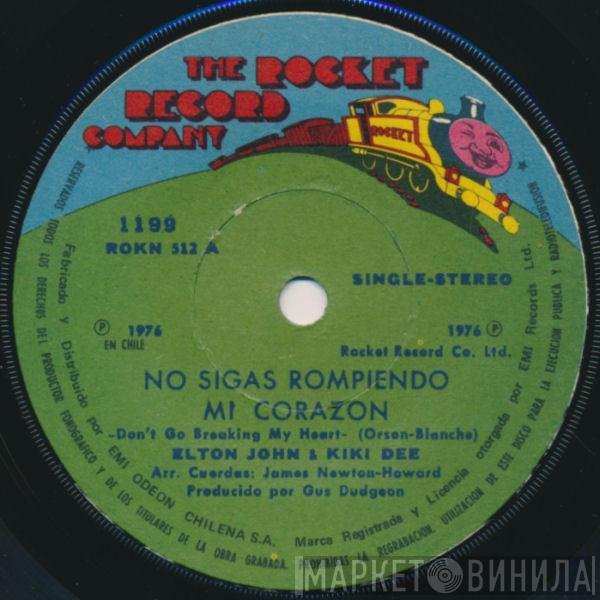 THE ROCKET
RECORD
COMPANY
ROCKET
1199
ROKN 512 A
SINGLE-STEREO
Ⓟ 1976
EN CHILE
1976 Ⓟ
Rocket Record Co. Ltd.
NO SIGAS ROMPIENDO
MI CORAZON
-Don't Go Breaking My Heart- (Orson-Blanche)
ELTON JOHN & KIKI DEE
Arr. Cuerdas: James Newton-Howard
Producido por Gus Dudgeon
Fabricado y Distribuido por EMI ODEON CHILENA S.A. Marca Registrada y Licencia otorgada por EMI Records Ltd.
RESERVADOS TODOS LOS DERECHOS DEL PRODUCTOR FONOGRAFICO Y DE LOS TITULARES DE LA OBRA GRABADA. PROHIBIDAS LA REGRABACION, UTILIZACION DE ESTE DISCO PARA LA EJECUCION PUBLICA Y RADIOTELEDIFUSION *
МАРКЕТ ВИНИЛА